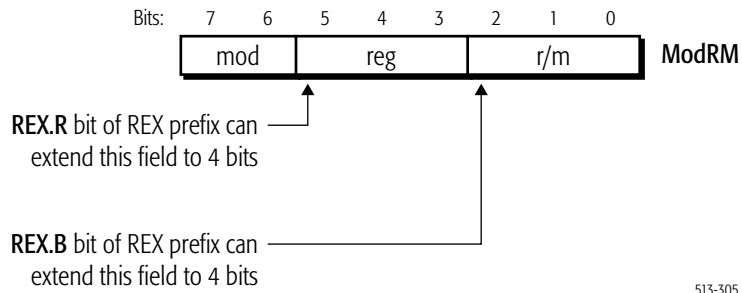 Bits: 7 6 5 4 3 2 1 0
mod reg r/m ModRM
REX.R bit of REX prefix can
extend this field to 4 bits
REX.B bit of REX prefix can
extend this field to 4 bits
513-305